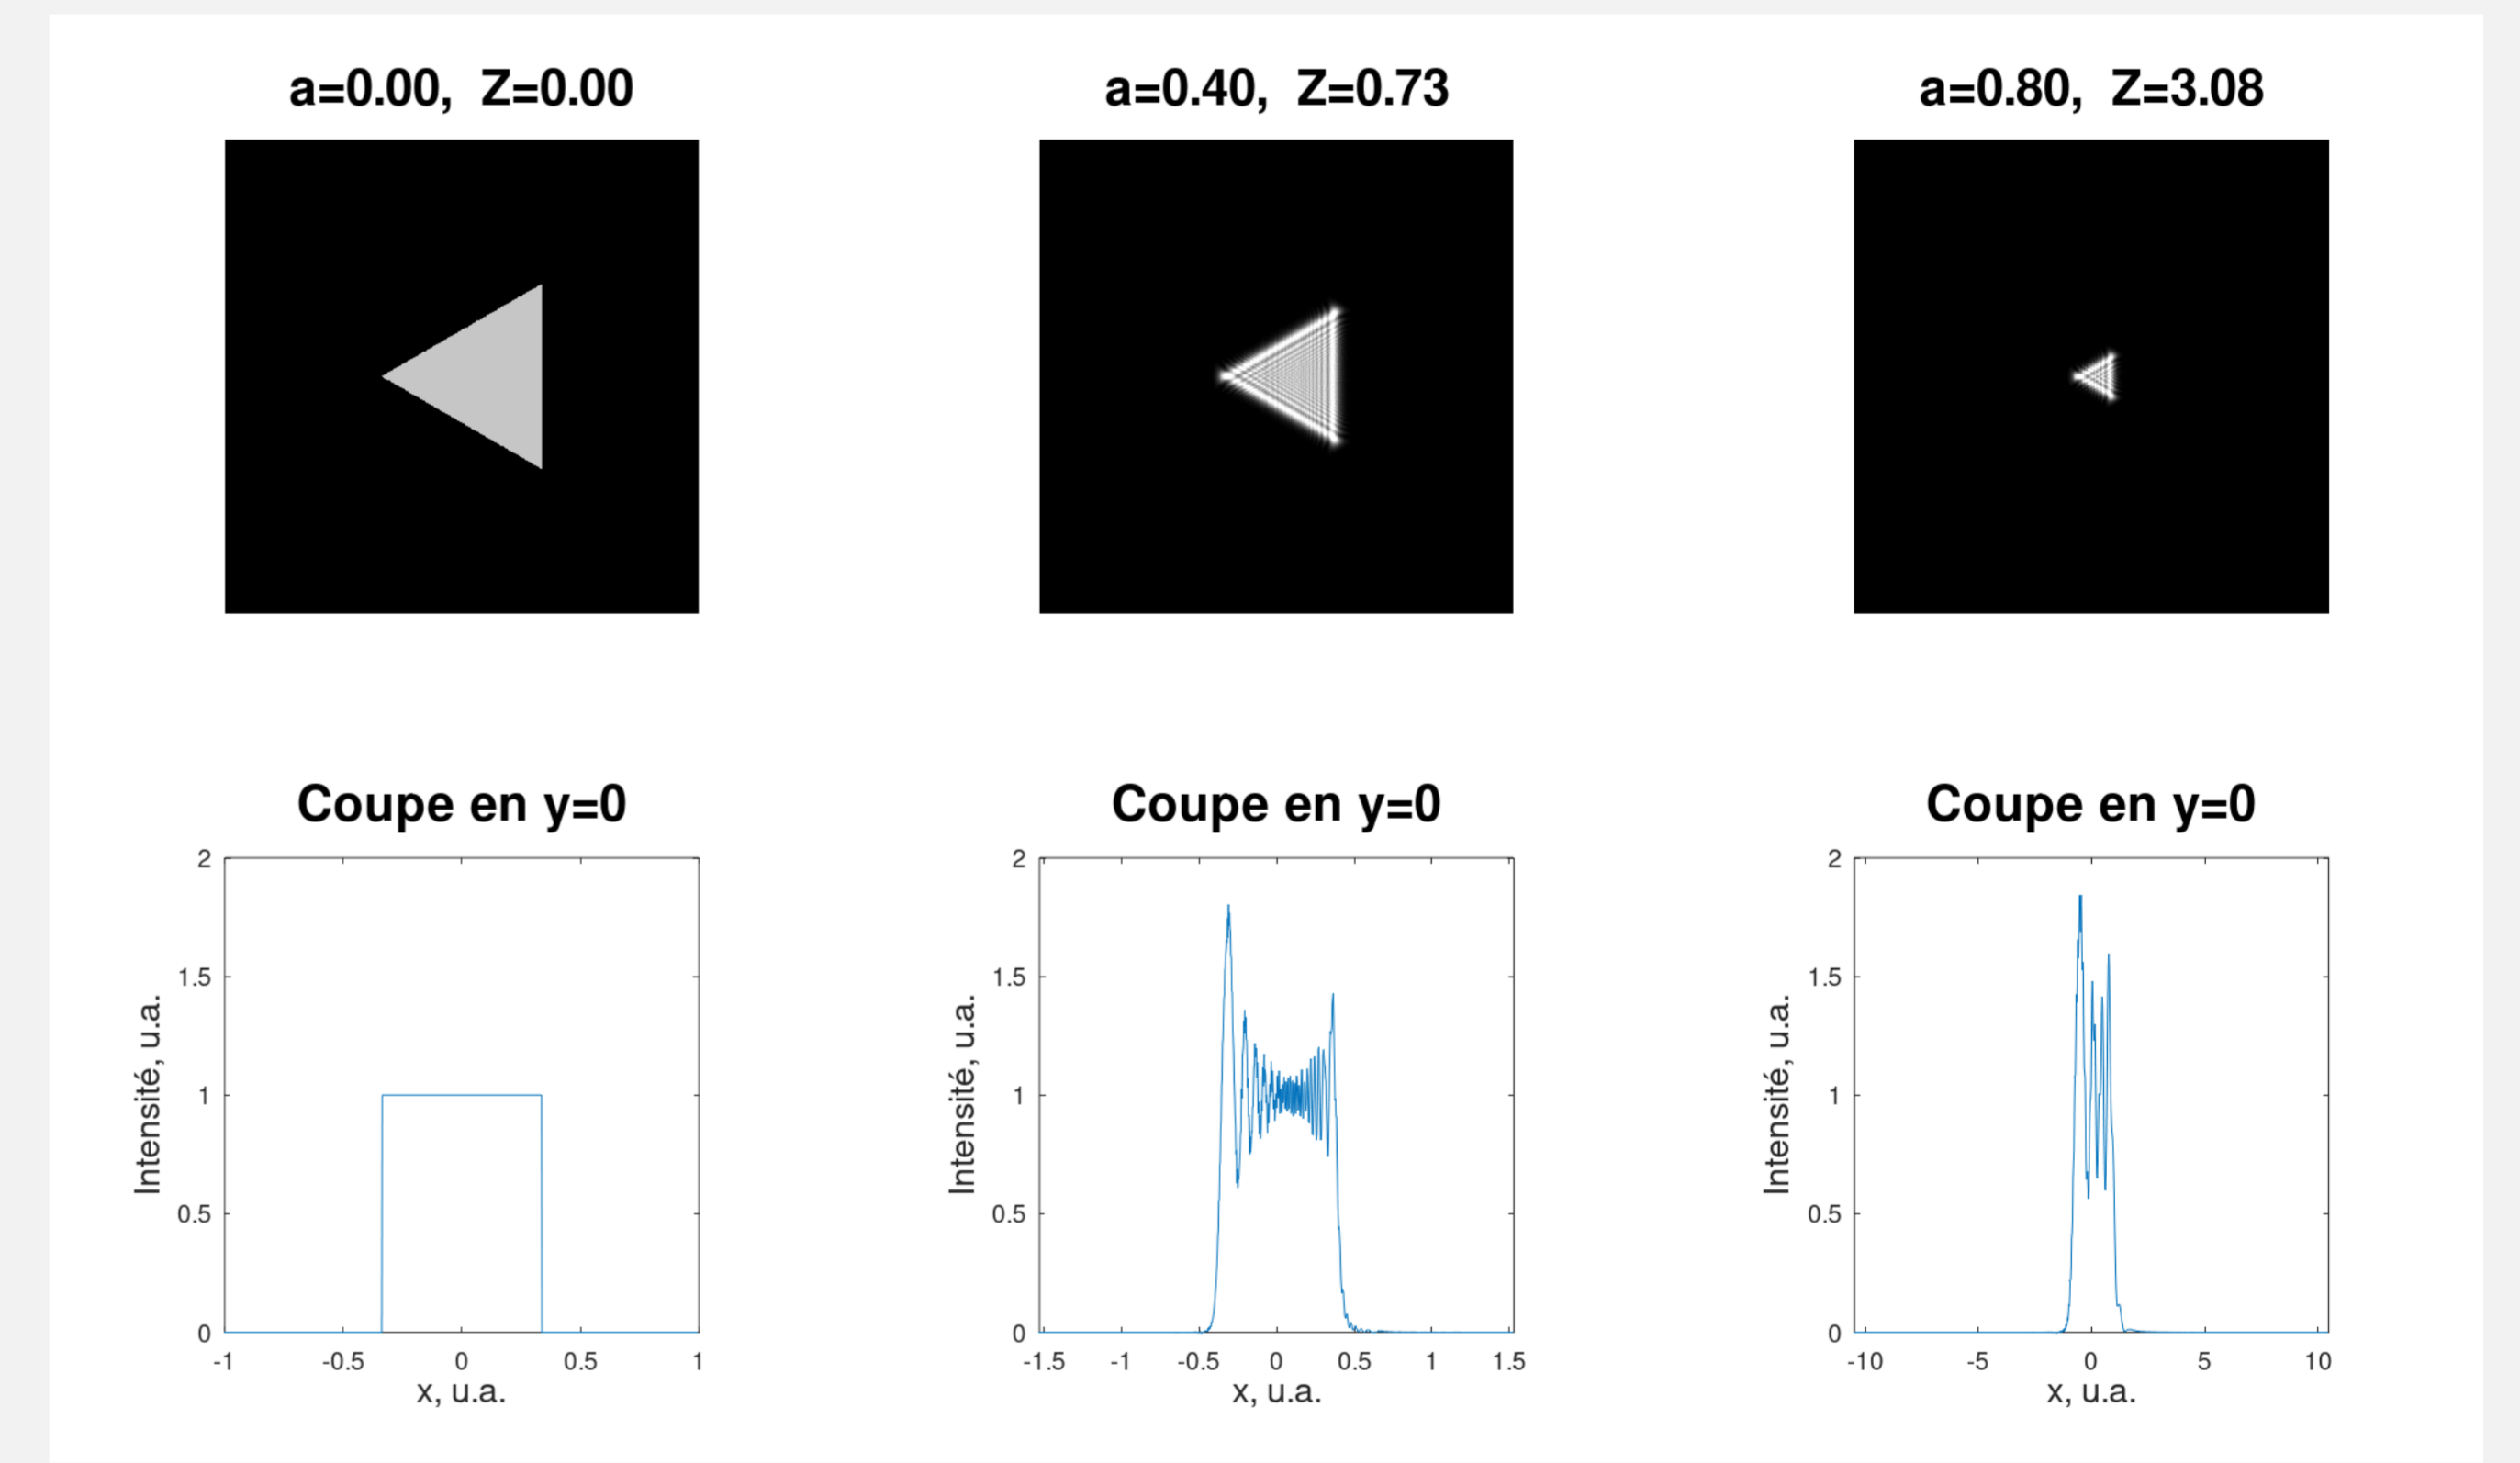 a=0.00,  Z=0.00
a=0.40,  Z=0.73
a=0.80,  Z=3.08
Coupe en y=0
2
1.5
1
0.5
0
Intensité, u.a.
-1 -0.5 0 0.5 1
x, u.a.
Coupe en y=0
2
1.5
1
0.5
0
Intensité, u.a.
-1.5 -1 -0.5 0 0.5 1 1.5
x, u.a.
Coupe en y=0
2
1.5
1
0.5
0
Intensité, u.a.
-10 -5 0 5 10
x, u.a.